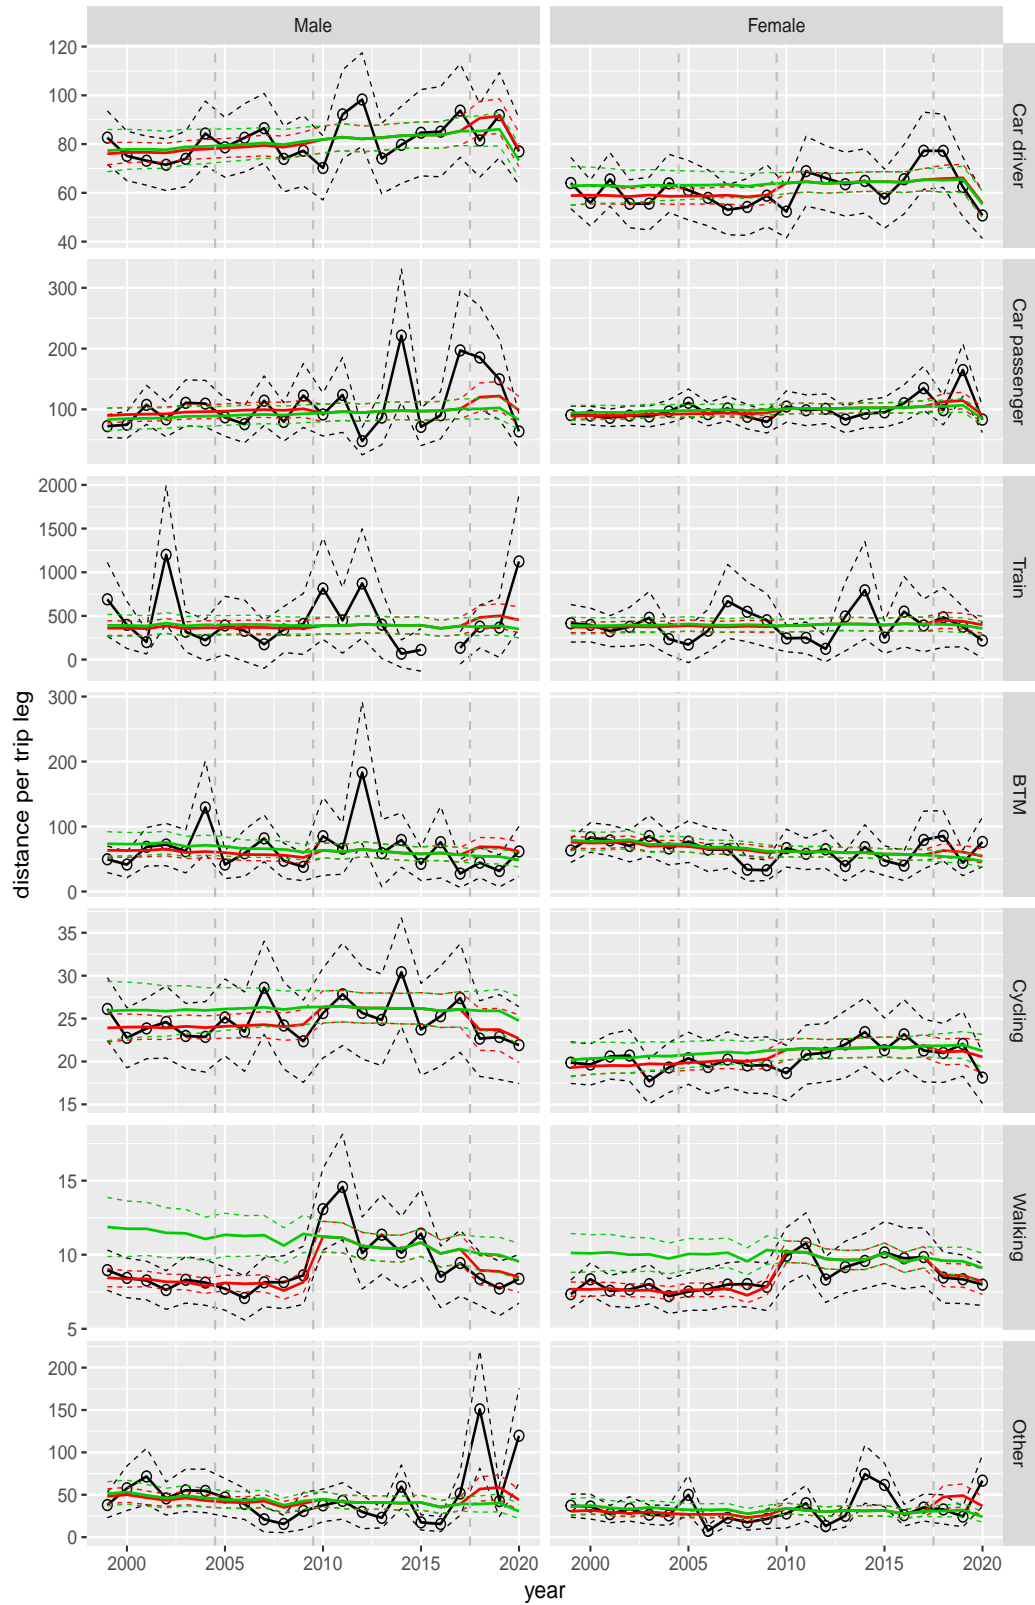 Male Female
120
100
80
60
40
Car driver
300
200
100
Car passenger
2000
1500
1000
500
0
Train
300
200
100
0
BTM
35
30
25
20
15
Cycling
15
10
5
Walking
200
150
100
50
0
Other
2000 2005 2010 2015 2020 2000 2005 2010 2015 2020
year
distance per trip leg